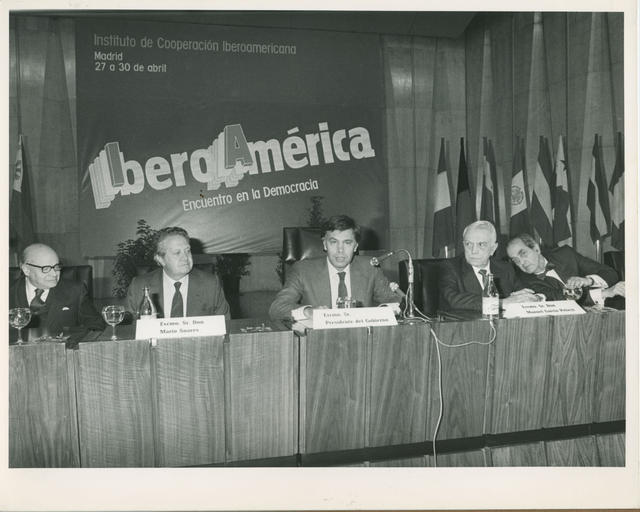 Instituto de Cooperación Iberoamericana
Madrid
27 a 30 de abril
IberoAmérica
Encuentro en la Democracia
Excmo. Sr. Don
Mario Soares
Excmo. Sr.
Presidente del Gobierno
Excmo. Sr. Don
Manuel García